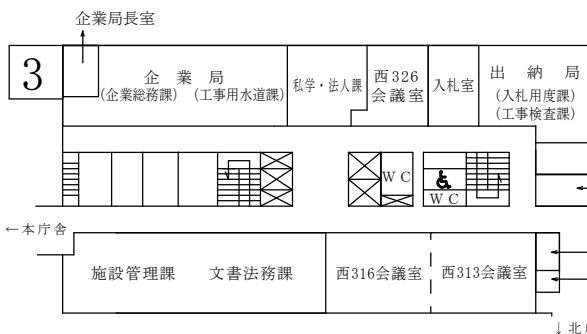 企業局長室
3
企業局
(企業総務課) (工事用水道課)
私学・法人課
西326
会議室
入札室
出納局
(入札用度課)
(工事検査課)
WC
WC
←本庁舎
施設管理課
文書法務課
西316会議室
西313会議室
↓北